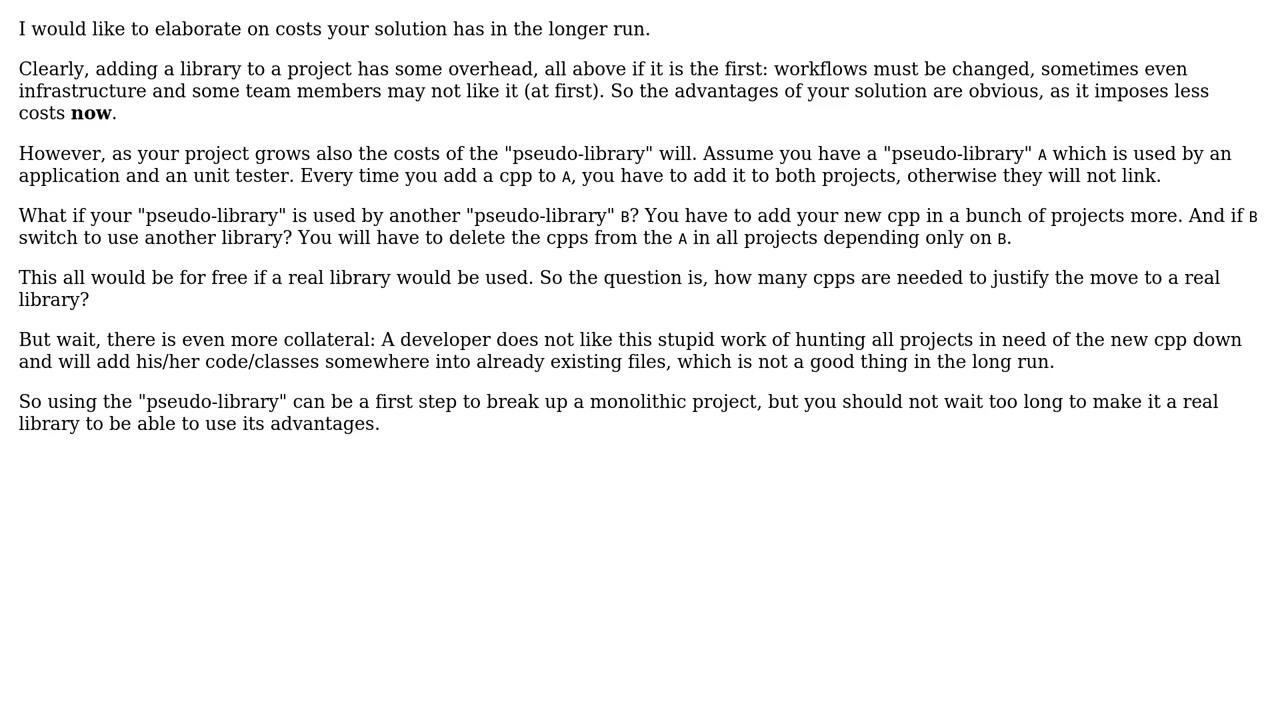 I would like to elaborate on costs your solution has in the longer run.
Clearly, adding a library to a project has some overhead, all above if it is the first: workflows must be changed, sometimes even
infrastructure and some team members may not like it (at first). So the advantages of your solution are obvious, as it imposes less
costs now.
However, as your project grows also the costs of the "pseudo-library" will. Assume you have a "pseudo-library" A which is used by an
application and an unit tester. Every time you add a cpp to A, you have to add it to both projects, otherwise they will not link.
What if your "pseudo-library" is used by another "pseudo-library" B? You have to add your new cpp in a bunch of projects more. And if B
switch to use another library? You will have to delete the cpps from the A in all projects depending only on B.
This all would be for free if a real library would be used. So the question is, how many cpps are needed to justify the move to a real
library?
But wait, there is even more collateral: A developer does not like this stupid work of hunting all projects in need of the new cpp down
and will add his/her code/classes somewhere into already existing files, which is not a good thing in the long run.
So using the "pseudo-library" can be a first step to break up a monolithic project, but you should not wait too long to make it a real
library to be able to use its advantages.